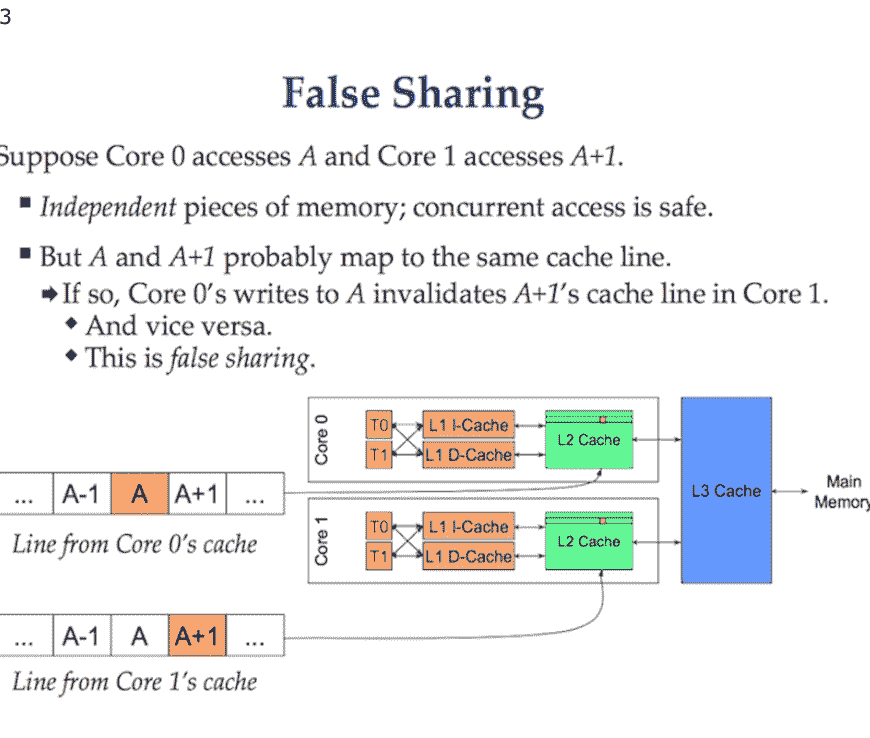 3
False Sharing
Suppose Core 0 accesses A and Core 1 accesses A+1.
Independent pieces of memory; concurrent access is safe.
But A and A+1 probably map to the same cache line.
If so, Core 0's writes to A invalidates A+1's cache line in Core 1.
And vice versa.
This is false sharing.
Core 0
T0
T1
L1 I-Cache
L1 D-Cache
L2 Cache
L3 Cache
Main
Memory
... A-1 A A+1 ...
Line from Core 0's cache
Core 1
T0
T1
L1 I-Cache
L1 D-Cache
L2 Cache
... A-1 A A+1 ...
Line from Core 1's cache